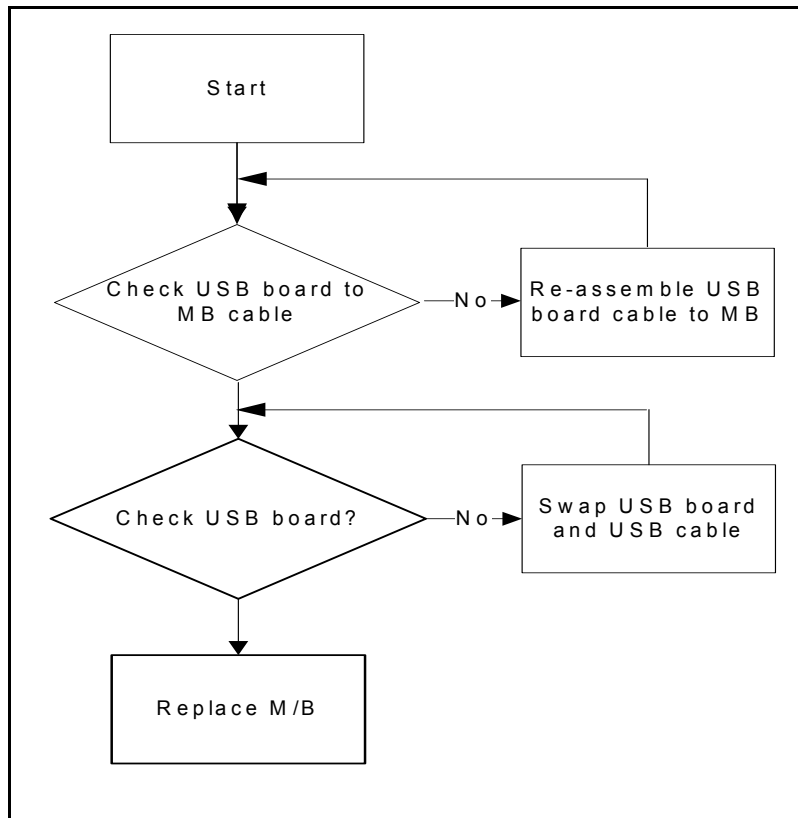 Start
Check USB board to
MB cable
No
Re-assemble USB
board cable to MB
Check USB board?
No
Swap USB board
and USB cable
Replace M/B